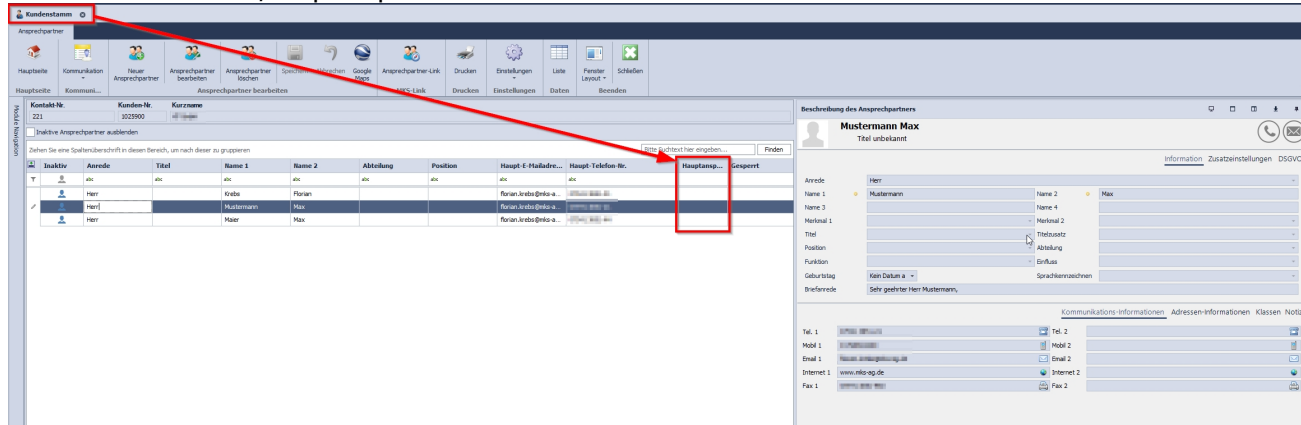 Kundenstamm
Ansprechpartner
Hauptseite
Kommunikation
Neuer Ansprechpartner
Ansprechpartner bearbeiten
Ansprechpartner löschen
Google Maps
Ansprechpartner-Link
Drucken
Einstellungen
Liste
Fenster Layout
Schließen
Hauptseite Kommuni... Ansprechpartner bearbeiten MKS-Link Drucken Einstellungen Daten Beenden
Module Navigation
Kontakt-Nr. Kunden-Nr. Kurzname
221 1025900
Inaktive Ansprechpartner ausblenden
Ziehen Sie eine Spaltenüberschrift in diesen Bereich, um nach dieser zu gruppieren
Bitte Suchtext hier eingeben... Finden
Inaktiv Anrede Titel Name 1 Name 2 Abteilung Position Haupt-E-Mailadre... Haupt-Telefon-Nr. Hauptansp... Gesperrt
abc abc abc abc abc abc abc abc
Herr Krebs Florian florian.krebs@mks-a...
Herr Mustermann Max florian.krebs@mks-a...
Herr Maier Max florian.krebs@mks-a...
Beschreibung des Ansprechpartners
Mustermann Max
Titel unbekannt
Information Zusatzeinstellungen DSGVO
Anrede Herr
Name 1 Mustermann Name 2 Max
Name 3 Name 4
Merkmal 1 Merkmal 2
Titel Titelzusatz
Position Abteilung
Funktion Einfluss
Geburtstag Kein Datum a Sprachkennzeichen
Briefanrede Sehr geehrter Herr Mustermann,
Kommunikations-Informationen Adressen-Informationen Klassen Notiz
Tel. 1 Tel. 2
Mobil 1 Mobil 2
Email 1 Email 2
Internet 1 www.mks-ag.de Internet 2
Fax 1 Fax 2